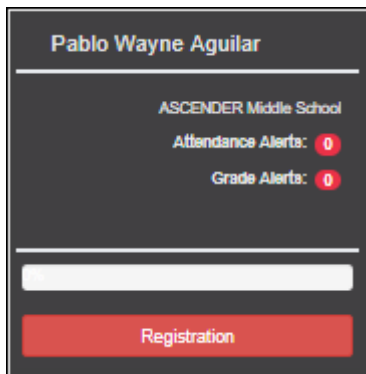 Pablo Wayne Aguilar
ASCENDER Middle School
Attendance Alerts: 0
Grade Alerts: 0
Registration